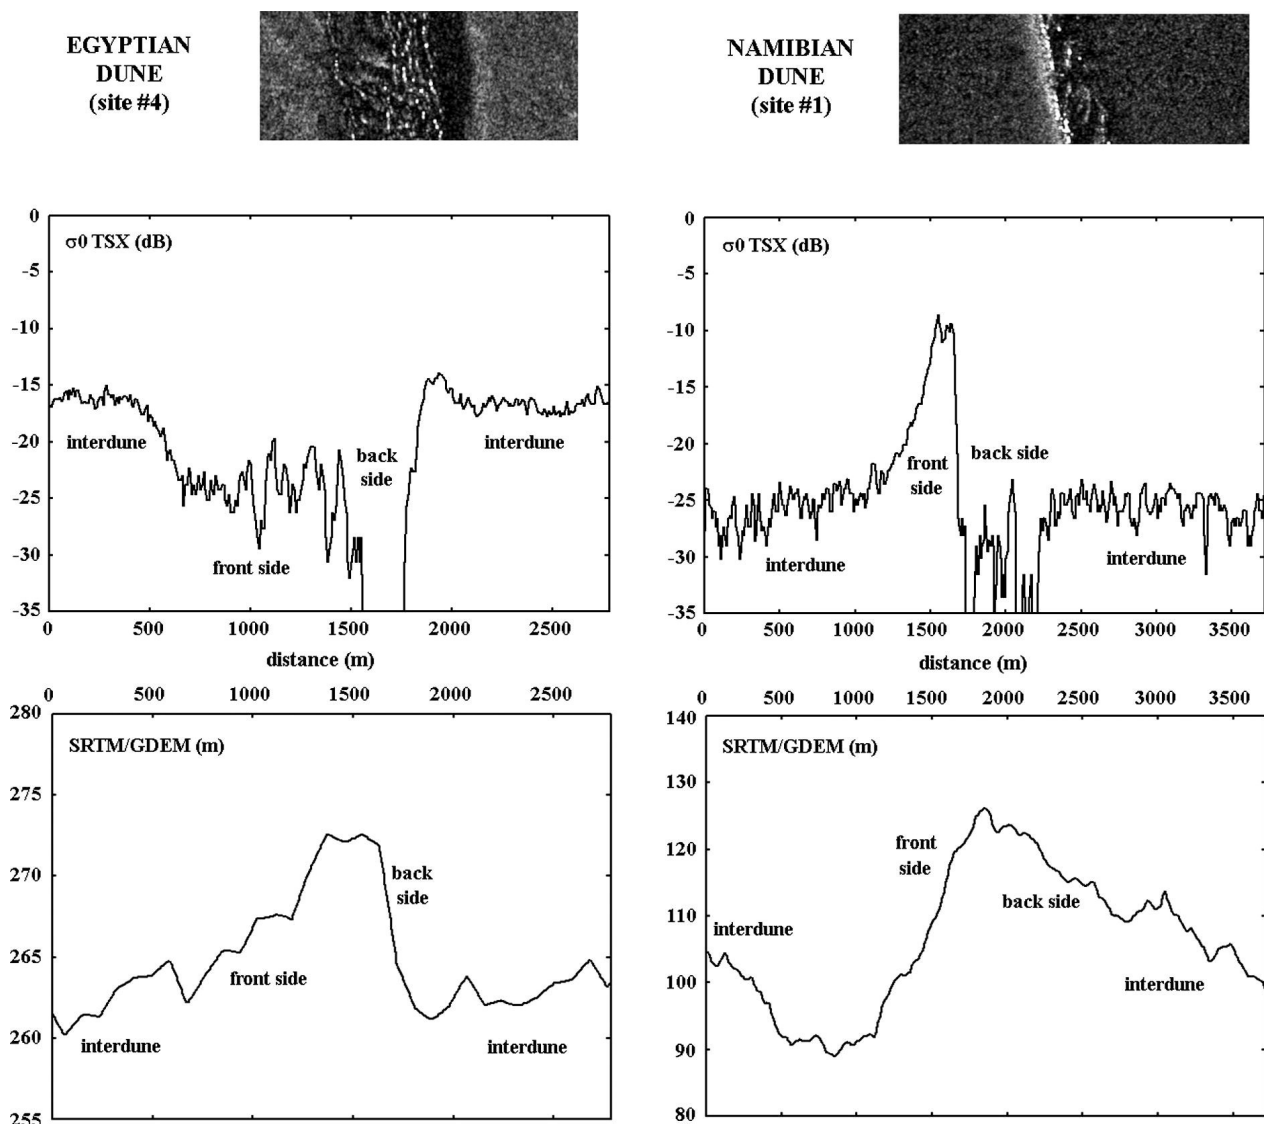 EGYPTIAN
DUNE
(site #4)
NAMIBIAN
DUNE
(site #1)
0
-5
-10
-15
-20
-25
-30
-35
σ0 TSX (dB)
interdune
front side
back
side
interdune
0 500 1000 1500 2000 2500
distance (m)
0
-5
-10
-15
-20
-25
-30
-35
σ0 TSX (dB)
interdune
front
side
back side
interdune
0 500 1000 1500 2000 2500 3000 3500
distance (m)
0 500 1000 1500 2000 2500
280
275
270
265
260
255
SRTM/GDEM (m)
interdune
front side
back
side
interdune
0 500 1000 1500 2000 2500 3000 3500
140
130
120
110
100
90
80
SRTM/GDEM (m)
interdune
front
side
back side
interdune